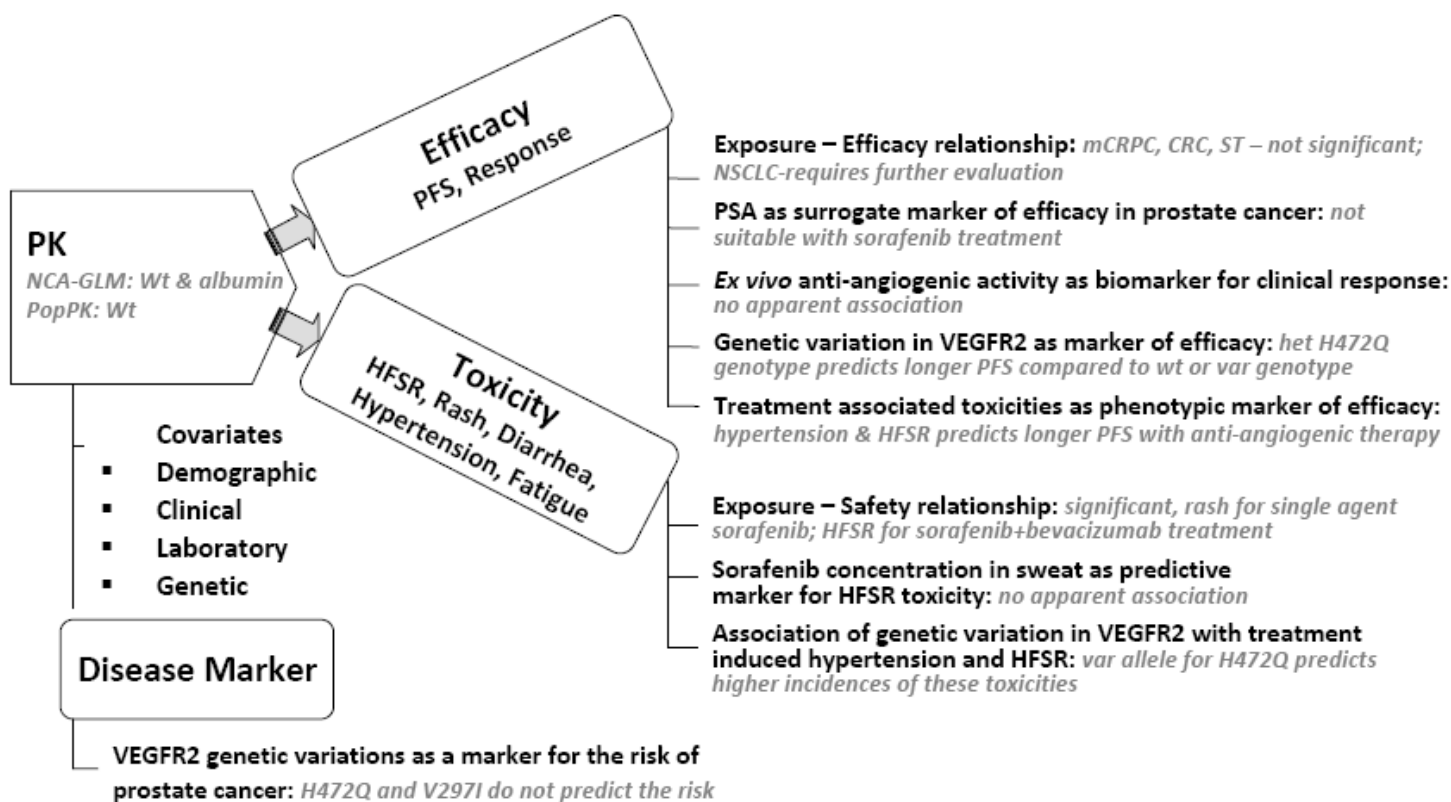 Efficacy
PFS, Response
PK
NCA-GLM: Wt & albumin
PopPK: Wt
Toxicity
HFSR, Rash, Diarrhea,
Hypertension, Fatigue
Covariates
▪ Demographic
▪ Clinical
▪ Laboratory
▪ Genetic
Disease Marker
VEGFR2 genetic variations as a marker for the risk of
prostate cancer: H472Q and V297I do not predict the risk
Exposure – Efficacy relationship: mCRPC, CRC, ST – not significant;
NSCLC-requires further evaluation
PSA as surrogate marker of efficacy in prostate cancer: not
suitable with sorafenib treatment
Ex vivo anti-angiogenic activity as biomarker for clinical response:
no apparent association
Genetic variation in VEGFR2 as marker of efficacy: het H472Q
genotype predicts longer PFS compared to wt or var genotype
Treatment associated toxicities as phenotypic marker of efficacy:
hypertension & HFSR predicts longer PFS with anti-angiogenic therapy
Exposure – Safety relationship: significant, rash for single agent
sorafenib; HFSR for sorafenib+bevacizumab treatment
Sorafenib concentration in sweat as predictive
marker for HFSR toxicity: no apparent association
Association of genetic variation in VEGFR2 with treatment
induced hypertension and HFSR: var allele for H472Q predicts
higher incidences of these toxicities